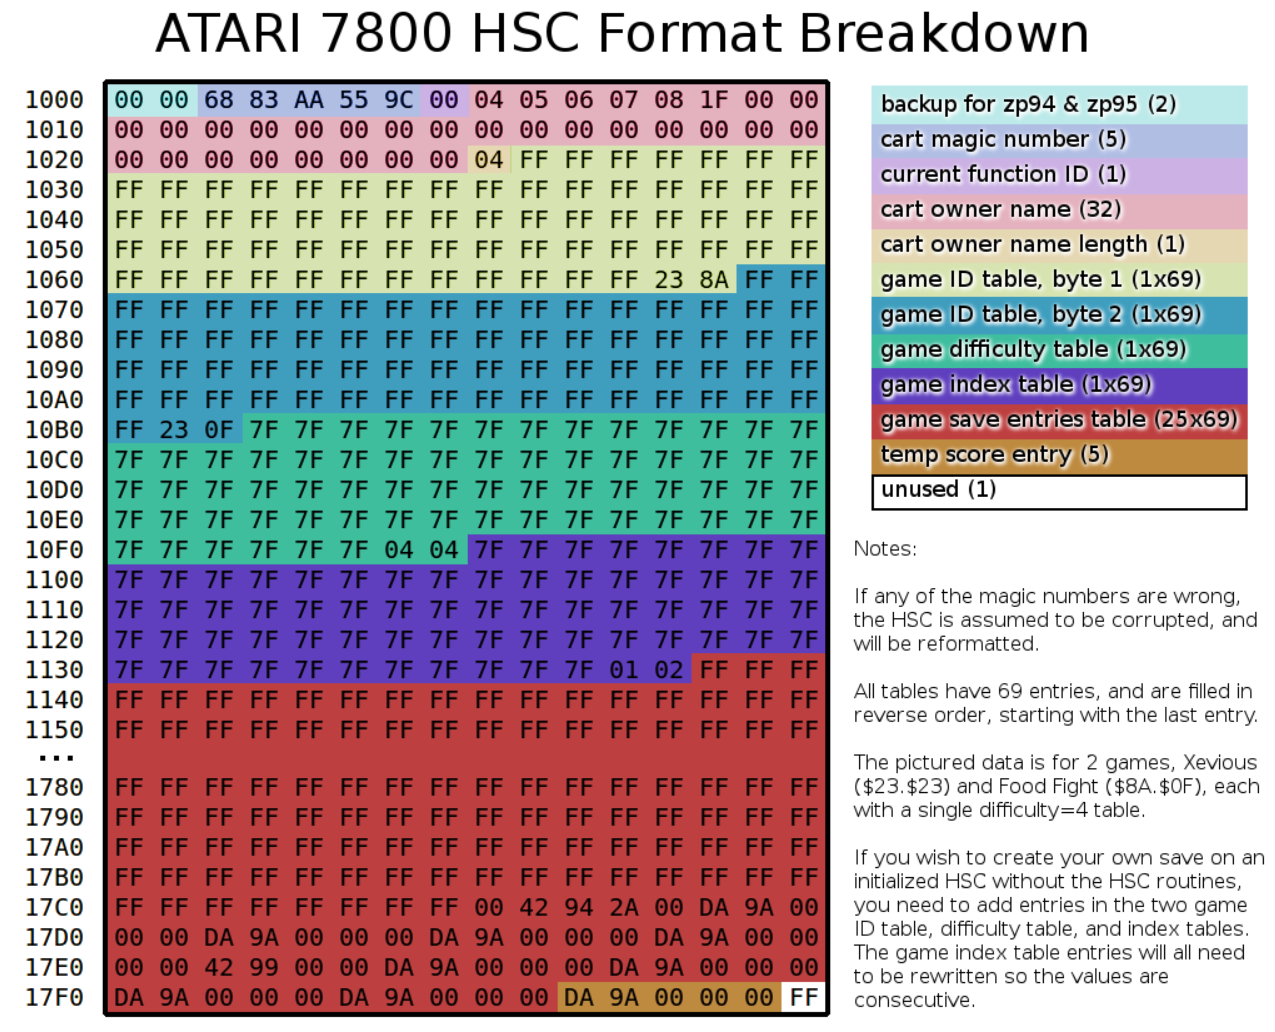 ATARI 7800 HSC Format Breakdown
1000 00 00 68 83 AA 55 9C 00 04 05 06 07 08 1F 00 00
1010 00 00 00 00 00 00 00 00 00 00 00 00 00 00 00 00
1020 00 00 00 00 00 00 00 00 04 FF FF FF FF FF FF FF
1030 FF FF FF FF FF FF FF FF FF FF FF FF FF FF FF FF
1040 FF FF FF FF FF FF FF FF FF FF FF FF FF FF FF FF
1050 FF FF FF FF FF FF FF FF FF FF FF FF FF FF FF FF
1060 FF FF FF FF FF FF FF FF FF FF FF FF 23 8A FF FF
1070 FF FF FF FF FF FF FF FF FF FF FF FF FF FF FF FF
1080 FF FF FF FF FF FF FF FF FF FF FF FF FF FF FF FF
1090 FF FF FF FF FF FF FF FF FF FF FF FF FF FF FF FF
10A0 FF FF FF FF FF FF FF FF FF FF FF FF FF FF FF FF
10B0 FF 23 0F 7F 7F 7F 7F 7F 7F 7F 7F 7F 7F 7F 7F 7F
10C0 7F 7F 7F 7F 7F 7F 7F 7F 7F 7F 7F 7F 7F 7F 7F 7F
10D0 7F 7F 7F 7F 7F 7F 7F 7F 7F 7F 7F 7F 7F 7F 7F 7F
10E0 7F 7F 7F 7F 7F 7F 7F 7F 7F 7F 7F 7F 7F 7F 7F 7F
10F0 7F 7F 7F 7F 7F 7F 04 04 7F 7F 7F 7F 7F 7F 7F 7F
1100 7F 7F 7F 7F 7F 7F 7F 7F 7F 7F 7F 7F 7F 7F 7F 7F
1110 7F 7F 7F 7F 7F 7F 7F 7F 7F 7F 7F 7F 7F 7F 7F 7F
1120 7F 7F 7F 7F 7F 7F 7F 7F 7F 7F 7F 7F 7F 7F 7F 7F
1130 7F 7F 7F 7F 7F 7F 7F 7F 7F 7F 7F 01 02 FF FF FF
1140 FF FF FF FF FF FF FF FF FF FF FF FF FF FF FF FF
1150 FF FF FF FF FF FF FF FF FF FF FF FF FF FF FF FF
...
1780 FF FF FF FF FF FF FF FF FF FF FF FF FF FF FF FF
1790 FF FF FF FF FF FF FF FF FF FF FF FF FF FF FF FF
17A0 FF FF FF FF FF FF FF FF FF FF FF FF FF FF FF FF
17B0 FF FF FF FF FF FF FF FF FF FF FF FF FF FF FF FF
17C0 FF FF FF FF FF FF FF FF 00 42 94 2A 00 DA 9A 00
17D0 00 00 DA 9A 00 00 00 DA 9A 00 00 00 DA 9A 00 00
17E0 00 00 42 99 00 00 DA 9A 00 00 00 DA 9A 00 00 00
17F0 DA 9A 00 00 00 DA 9A 00 00 00 DA 9A 00 00 00 FF
backup for zp94 & zp95 (2)
cart magic number (5)
current function ID (1)
cart owner name (32)
cart owner name length (1)
game ID table, byte 1 (1x69)
game ID table, byte 2 (1x69)
game difficulty table (1x69)
game index table (1x69)
game save entries table (25x69)
temp score entry (5)
unused (1)
Notes:
If any of the magic numbers are wrong,
the HSC is assumed to be corrupted, and
will be reformatted.
All tables have 69 entries, and are filled in
reverse order, starting with the last entry.
The pictured data is for 2 games, Xevious
($23.$23) and Food Fight ($8A.$0F), each
with a single difficulty=4 table.
If you wish to create your own save on an
initialized HSC without the HSC routines,
you need to add entries in the two game
ID table, difficulty table, and index tables.
The game index table entries will all need
to be rewritten so the values are
consecutive.